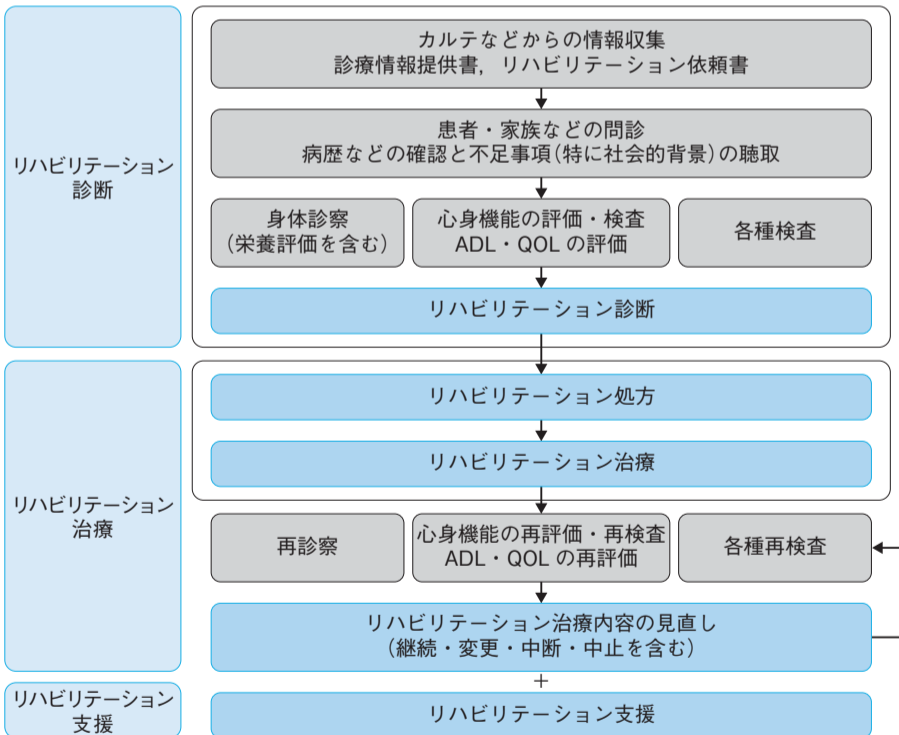 リハビリテーション
診断
カルテなどからの情報収集
診療情報提供書，リハビリテーション依頼書
患者・家族などの問診
病歴などの確認と不足事項（特に社会的背景）の聴取
身体診察
（栄養評価を含む）
心身機能の評価・検査
ADL・QOL の評価
各種検査
リハビリテーション診断
リハビリテーション
治療
リハビリテーション処方
リハビリテーション治療
再診察
心身機能の再評価・再検査
ADL・QOL の再評価
各種再検査
リハビリテーション治療内容の見直し
（継続・変更・中断・中止を含む）
+
リハビリテーション
支援
リハビリテーション支援